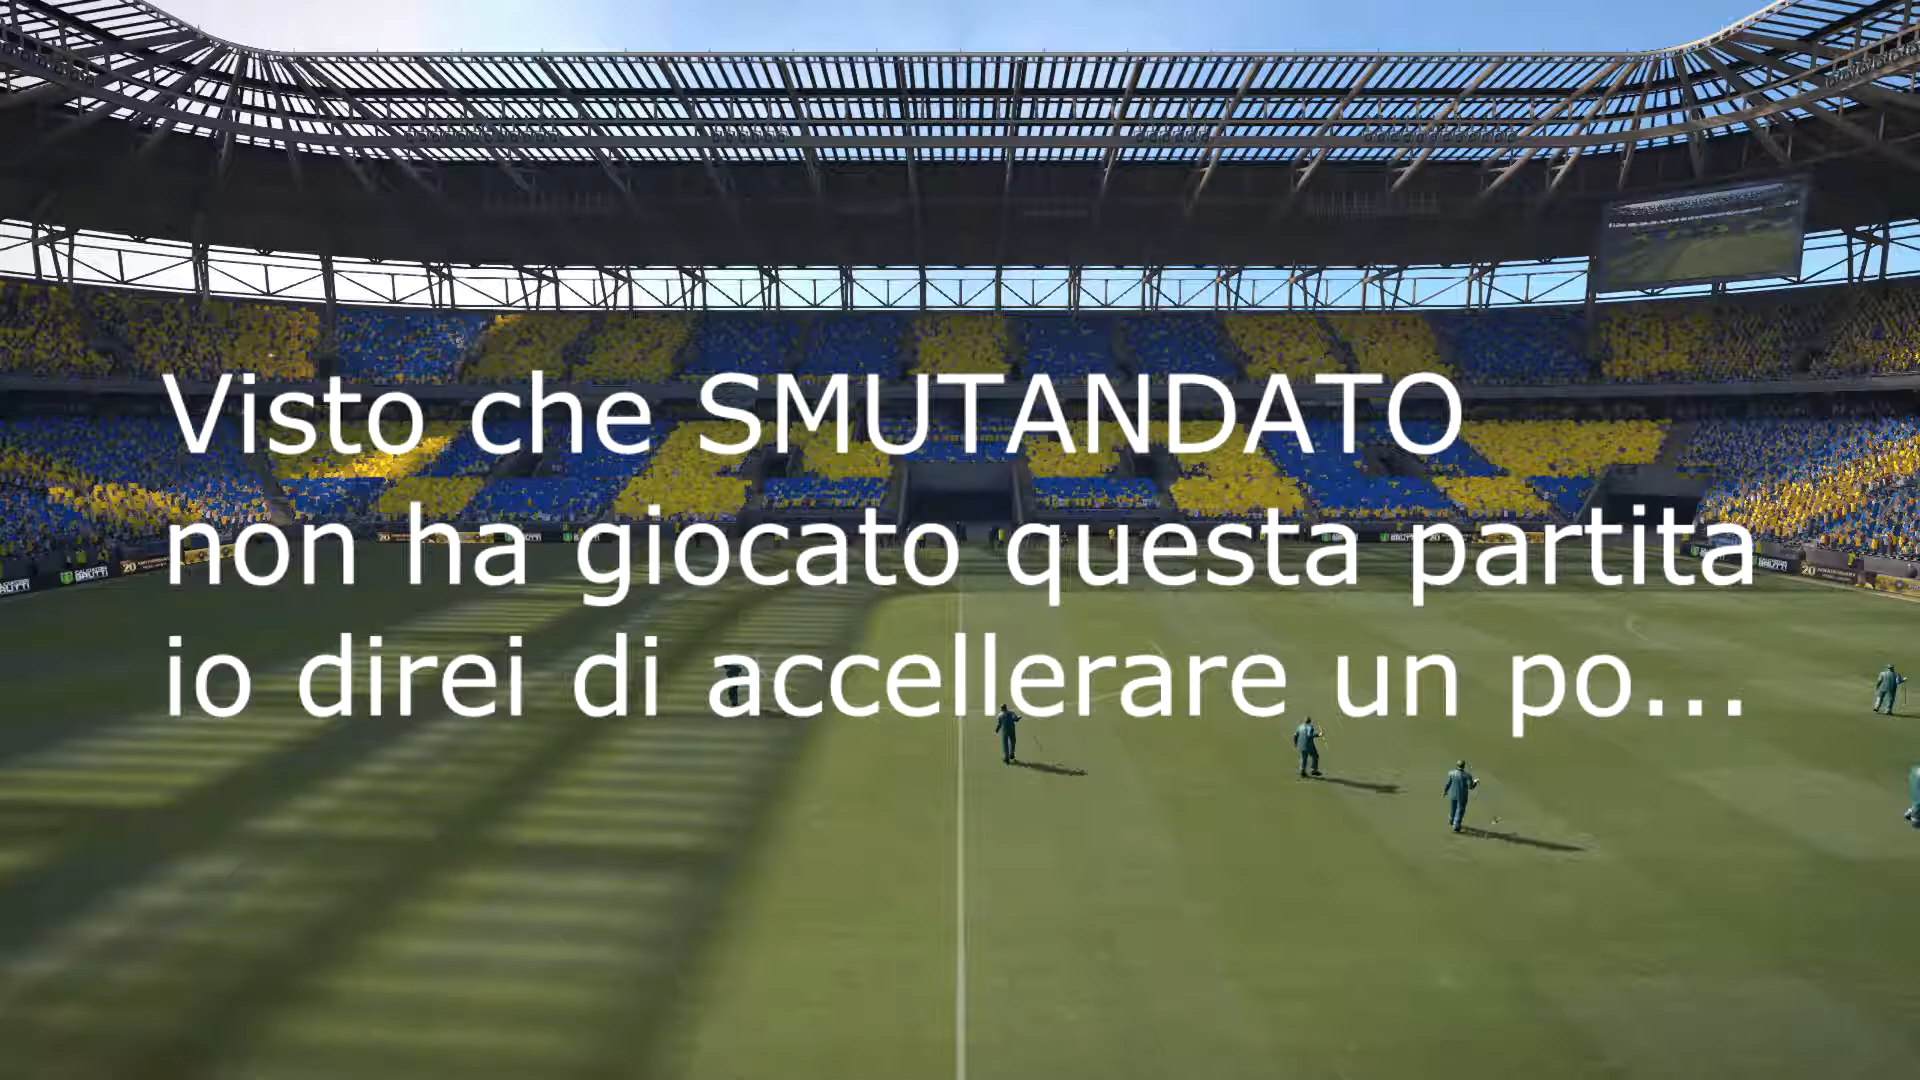 Visto che SMUTANDATO
non ha giocato questa partita
io direi di accellerare un po...